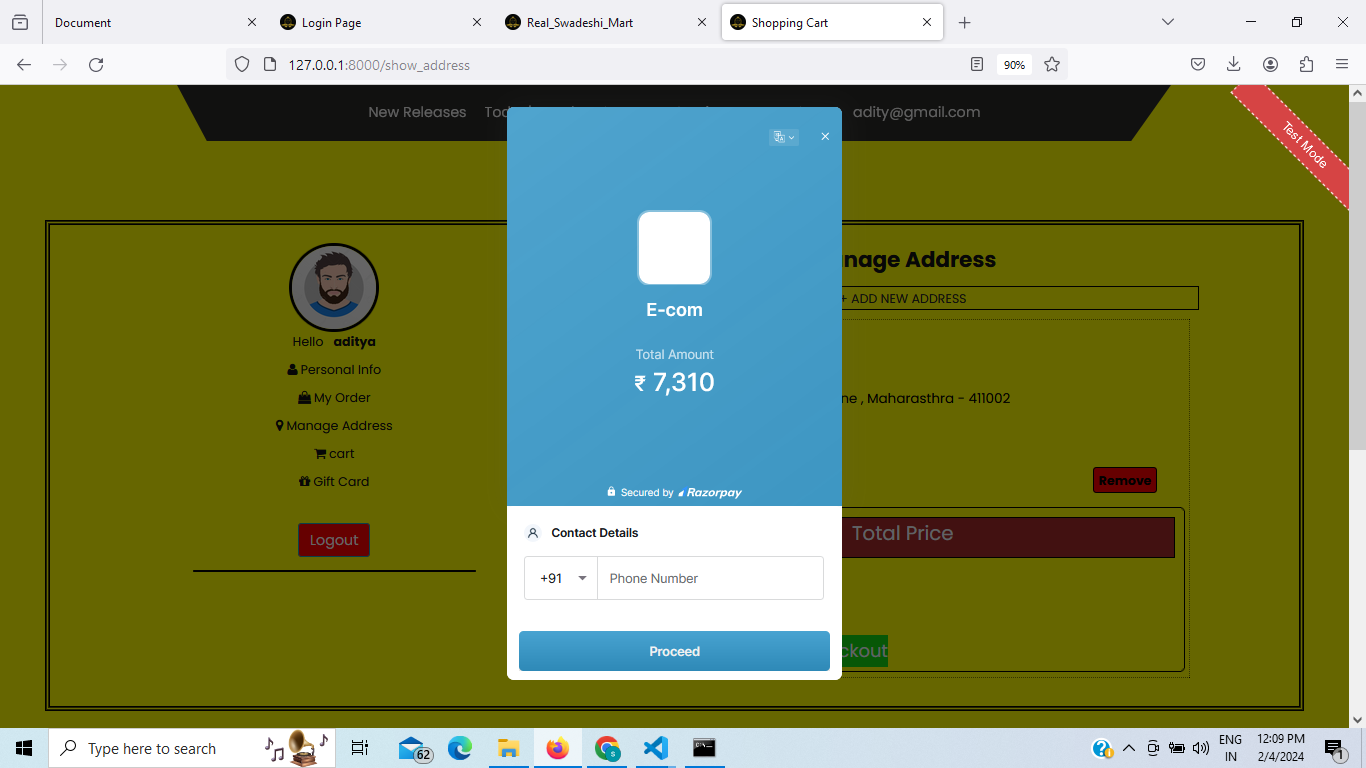 Document
Login Page
Real_Swadeshi_Mart
Shopping Cart
127.0.0.1:8000/show_address
90%
New Releases
adity@gmail.com
Test Mode
E-com
Total Amount
₹ 7,310
Secured by Razorpay
Contact Details
+91
Phone Number
Proceed
Hello aditya
Personal Info
My Order
Manage Address
cart
Gift Card
Logout
nage Address
+ ADD NEW ADDRESS
ne , Maharasthra - 411002
Remove
Total Price
ckout
Type here to search
62
ENG
IN
12:09 PM
2/4/2024
1